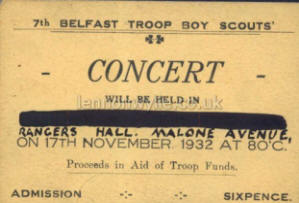 7th BELFAST TROOP BOY SCOUTS'
- CONCERT -
WILL BE HELD IN
RANGERS HALL. MALONE AVENUE,
ON 17TH NOVEMBER. 1932 AT 80'C.
Proceeds in Aid of Troop Funds.
ADMISSION -:- -:- SIXPENCE.